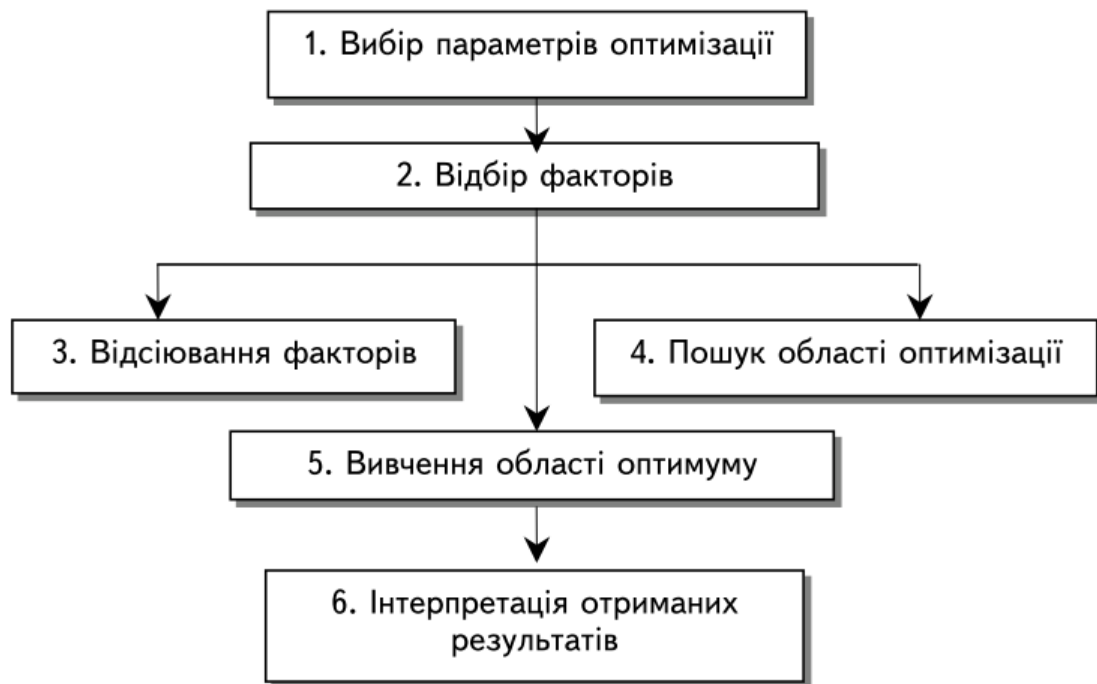 1. Вибір параметрів оптимізації
2. Відбір факторів
3. Відсіювання факторів
4. Пошук області оптимізації
5. Вивчення області оптимуму
6. Інтерпретація отриманих
результатів